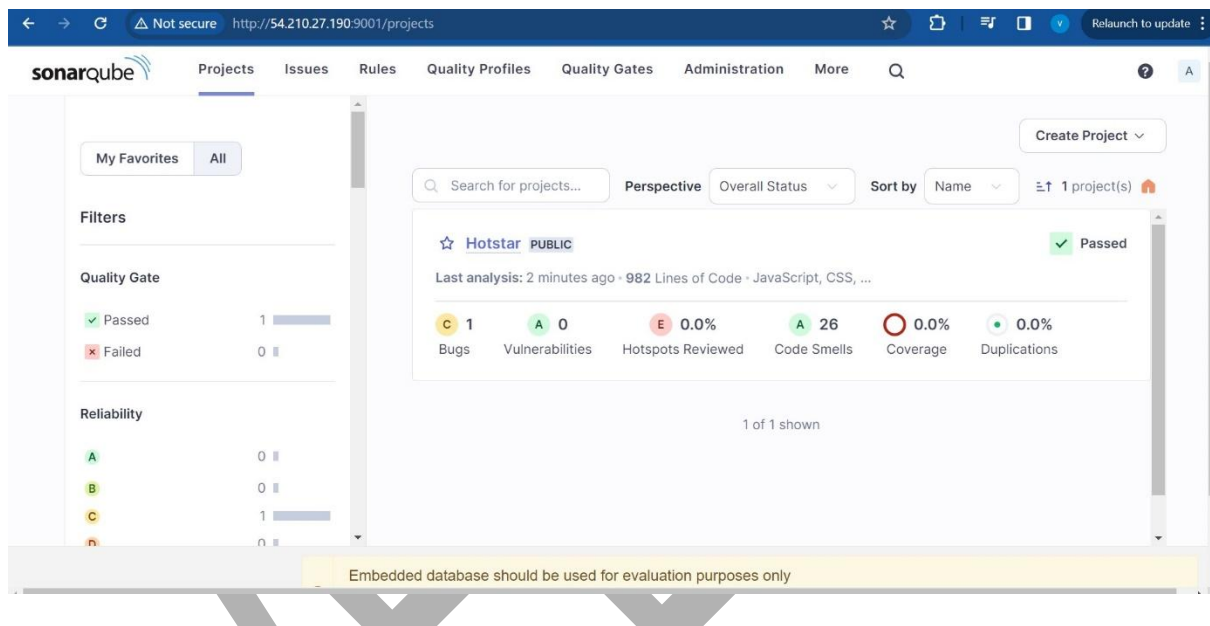 Not secure http://54.210.27.190:9001/projects Relaunch to update
sonarqube Projects Issues Rules Quality Profiles Quality Gates Administration More A
My Favorites All
Create Project
Search for projects... Perspective Overall Status Sort by Name 1 project(s)
Filters
Hotstar PUBLIC Passed
Last analysis: 2 minutes ago · 982 Lines of Code · JavaScript, CSS, ...
Quality Gate
Passed 1
Failed 0
C 1 A 0 E 0.0% A 26 0.0% 0.0%
Bugs Vulnerabilities Hotspots Reviewed Code Smells Coverage Duplications
Reliability
A 0
B 0
C 1
D 0
1 of 1 shown
Embedded database should be used for evaluation purposes only